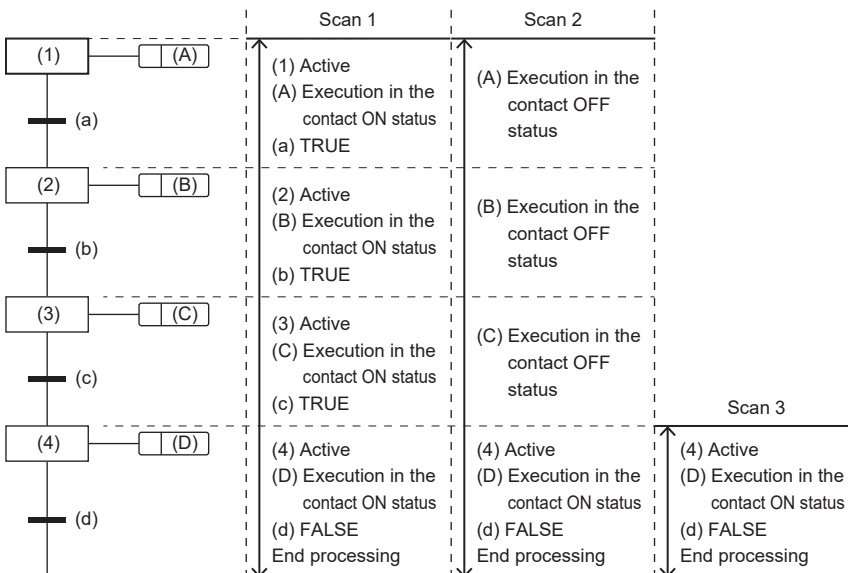 Scan 1
Scan 2
(1)
(A)
(a)
(1) Active
(A) Execution in the
contact ON status
(a) TRUE
(A) Execution in the
contact OFF
status
(2)
(B)
(b)
(2) Active
(B) Execution in the
contact ON status
(b) TRUE
(B) Execution in the
contact OFF
status
(3)
(C)
(c)
(3) Active
(C) Execution in the
contact ON status
(c) TRUE
(C) Execution in the
contact OFF
status
Scan 3
(4)
(D)
(d)
(4) Active
(D) Execution in the
contact ON status
(d) FALSE
End processing
(4) Active
(D) Execution in the
contact ON status
(d) FALSE
End processing
(4) Active
(D) Execution in the
contact ON status
(d) FALSE
End processing